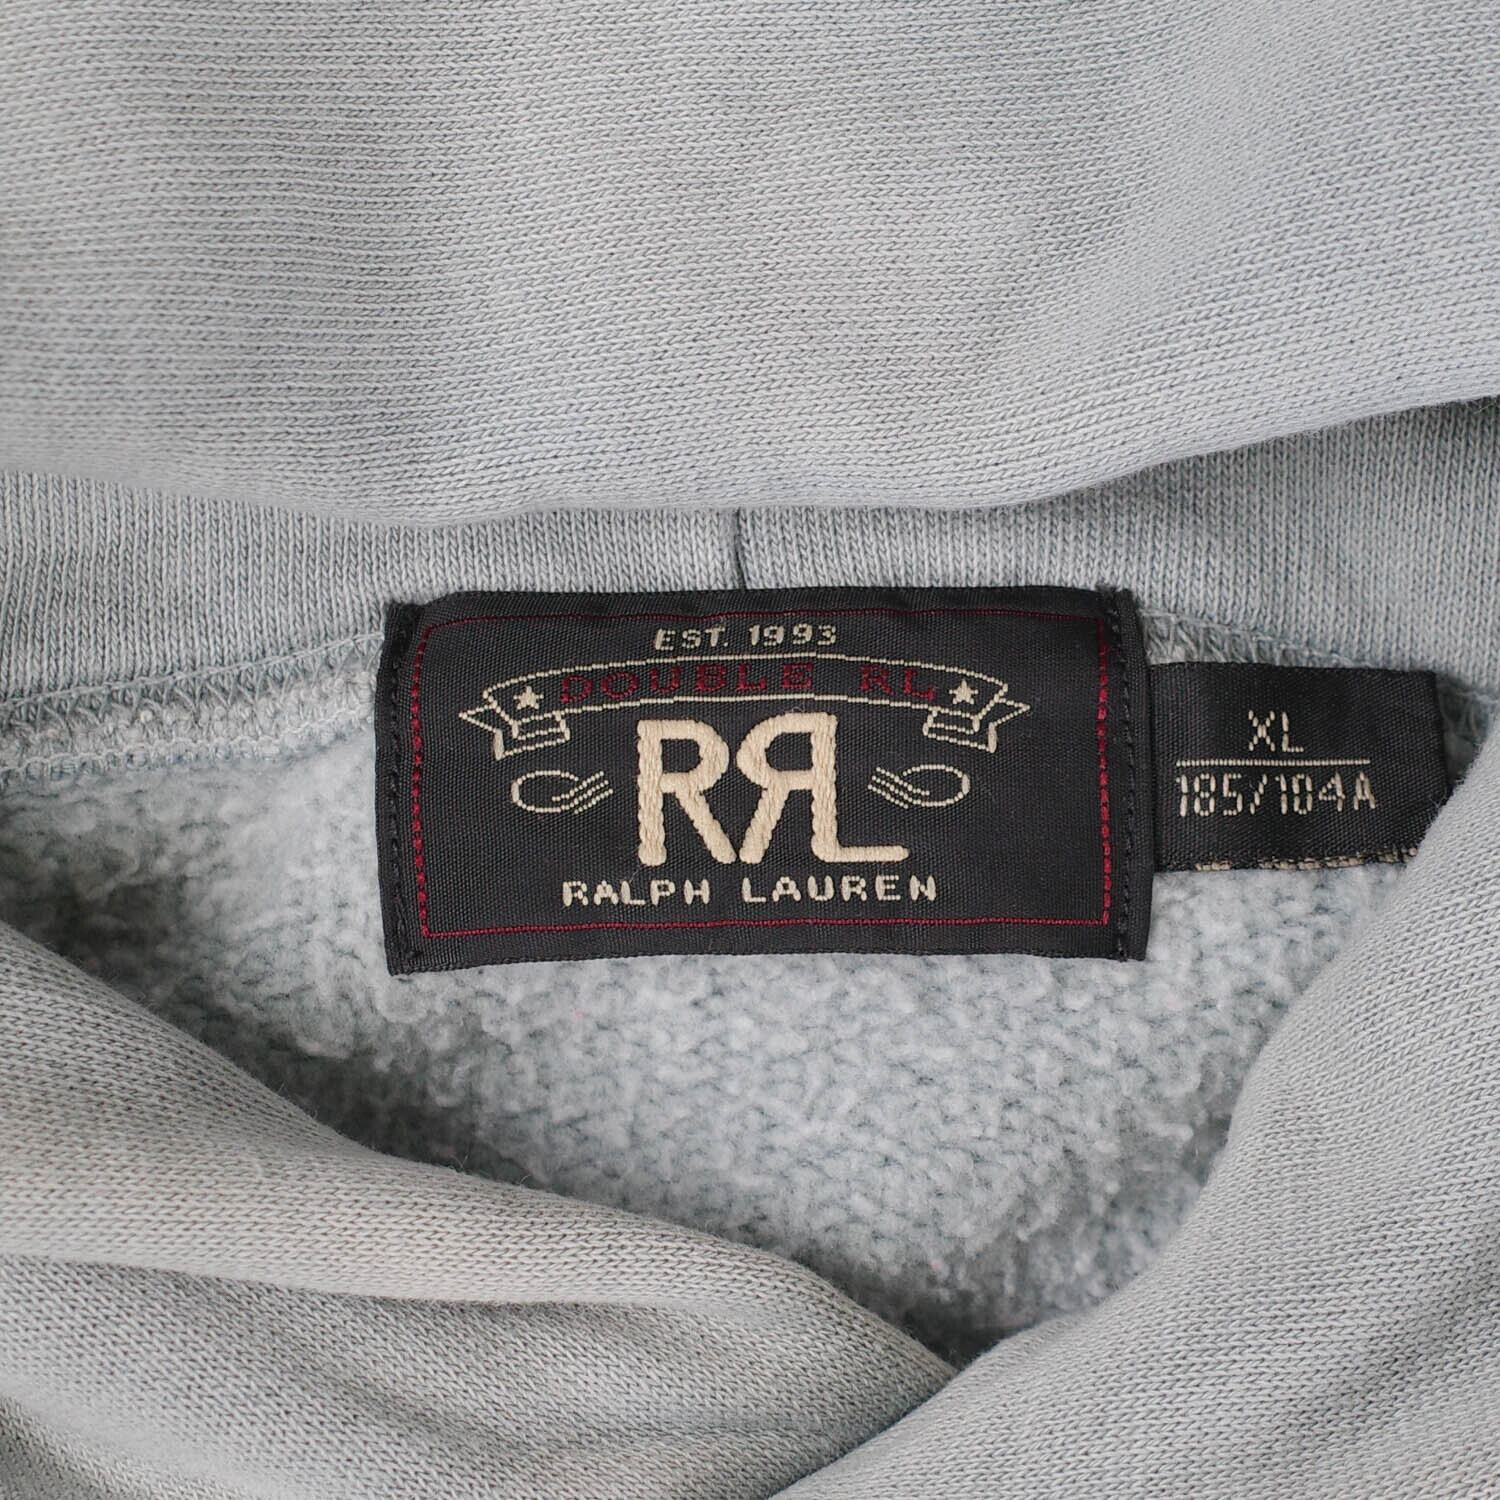 EST. 1993
DOUBLE RL
RRL
RALPH LAUREN
XL
185/104A